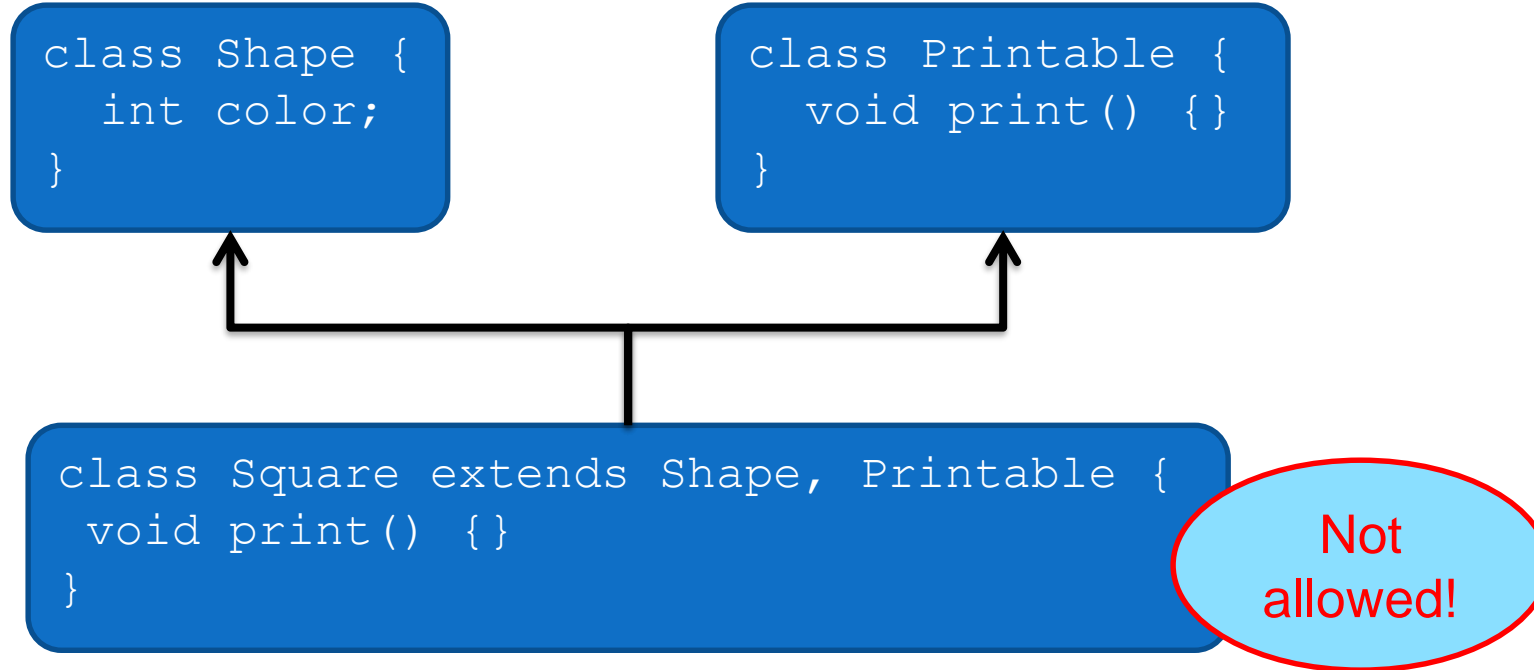 class Shape {
  int color;
}
class Printable {
  void print() {}
}
class Square extends Shape, Printable {
 void print() {}
}
Not
allowed!